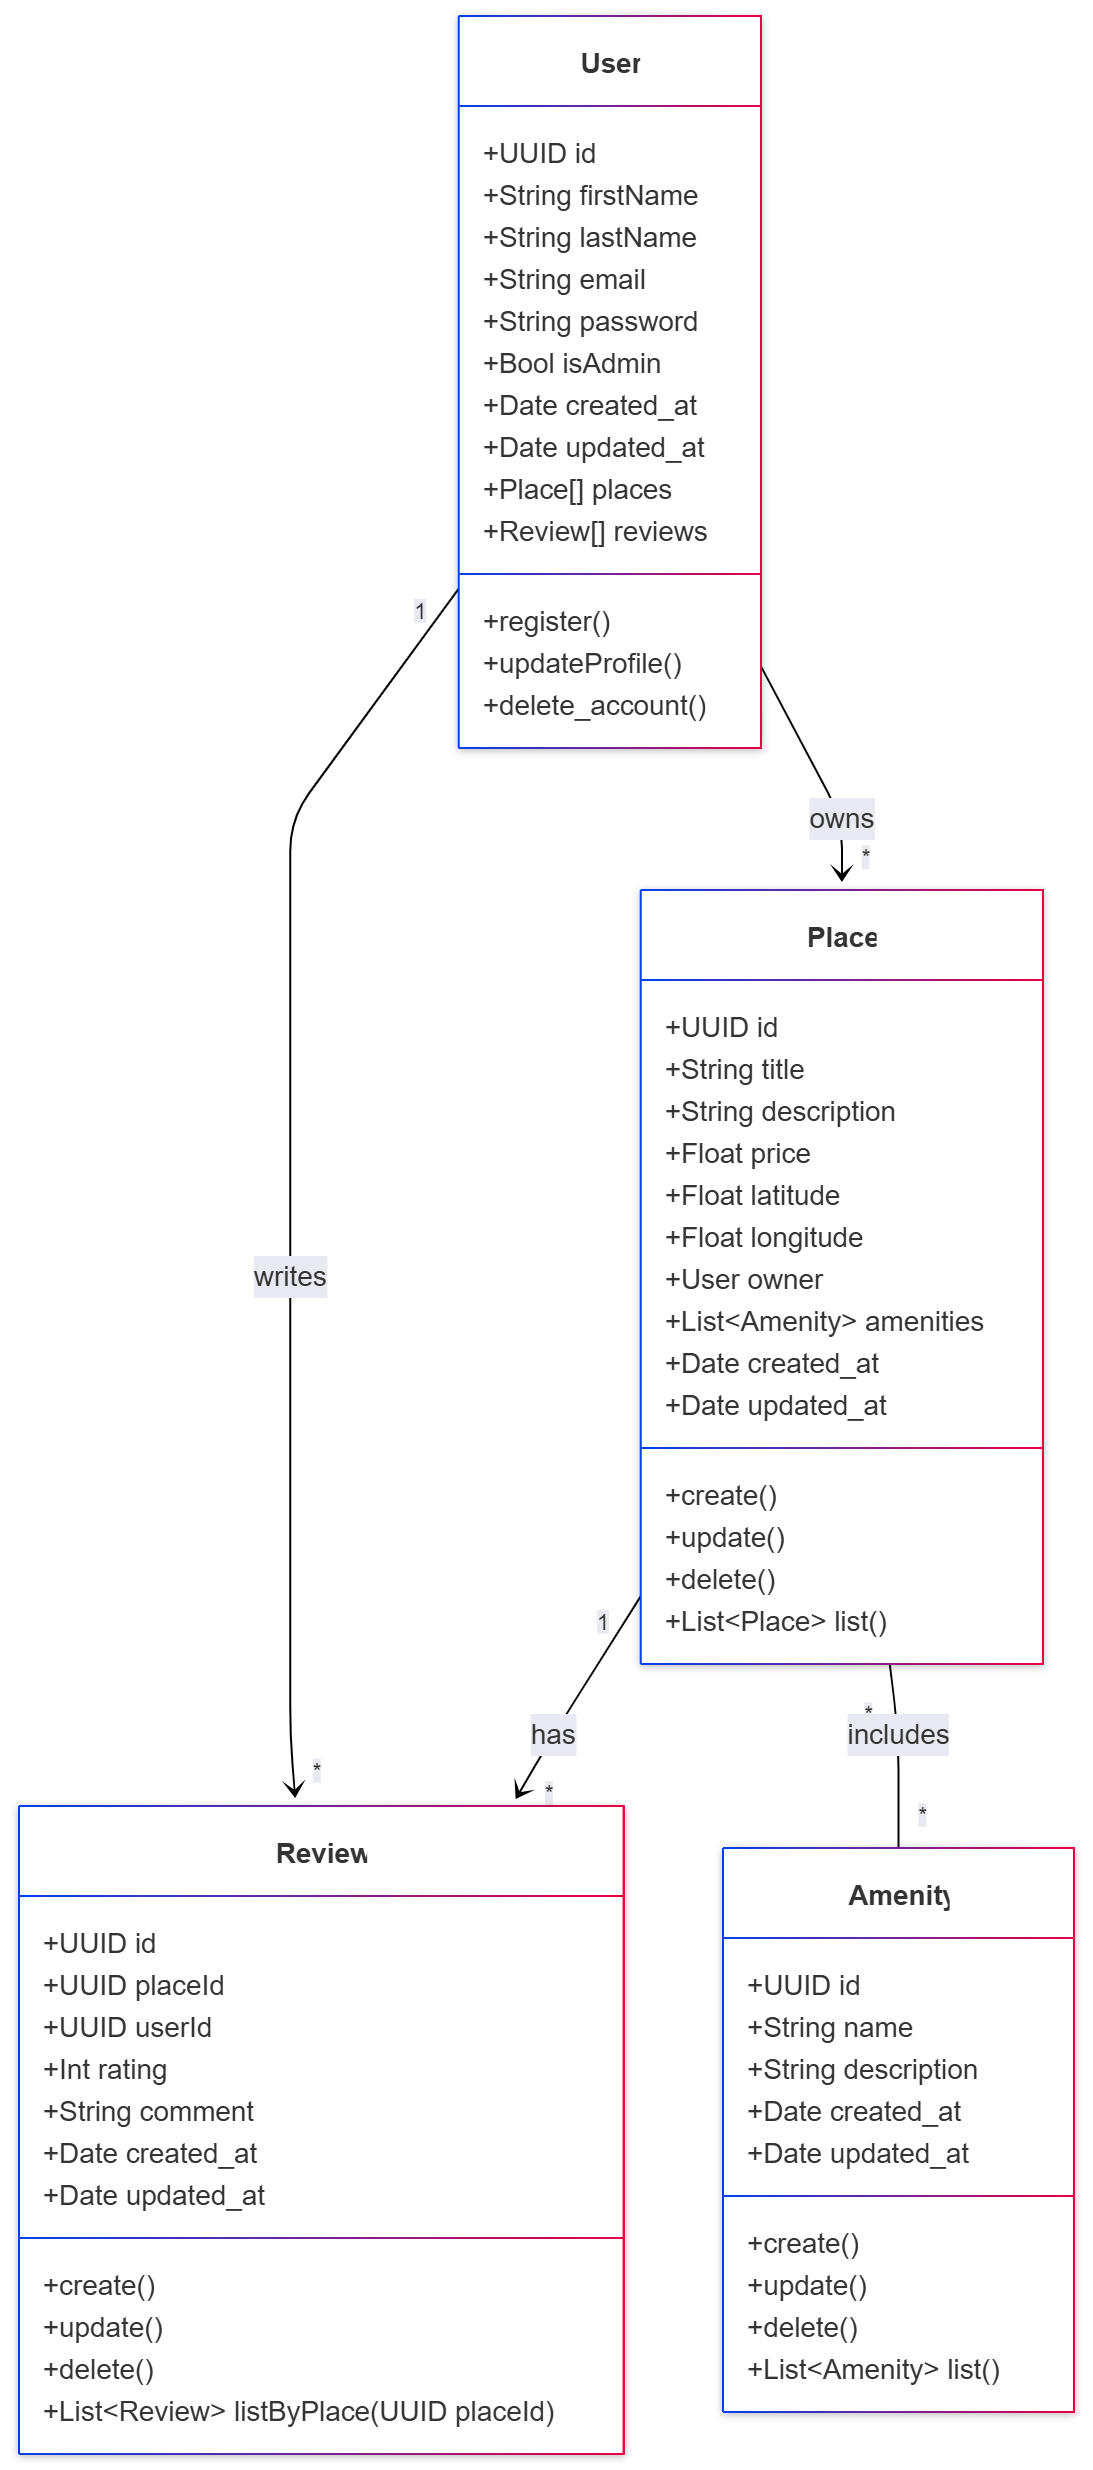 User
+UUID id
+String firstName
+String lastName
+String email
+String password
+Bool isAdmin
+Date created_at
+Date updated_at
+Place[] places
+Review[] reviews
+register()
+updateProfile()
+delete_account()
1
owns
*
Place
+UUID id
+String title
+String description
+Float price
+Float latitude
+Float longitude
+User owner
+List<Amenity> amenities
+Date created_at
+Date updated_at
+create()
+update()
+delete()
+List<Place> list()
writes
*
1
has
*
*
includes
*
Review
+UUID id
+UUID placeId
+UUID userId
+Int rating
+String comment
+Date created_at
+Date updated_at
+create()
+update()
+delete()
+List<Review> listByPlace(UUID placeId)
Amenity
+UUID id
+String name
+String description
+Date created_at
+Date updated_at
+create()
+update()
+delete()
+List<Amenity> list()